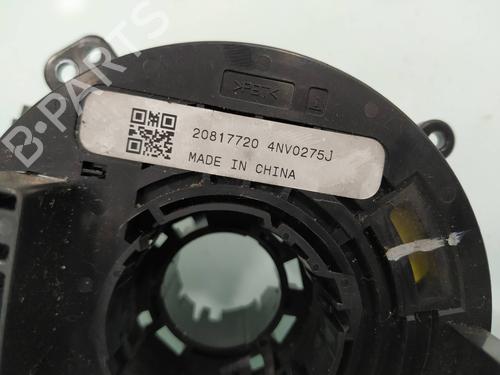 >PBT<
20817720 4NV0275J
MADE IN CHINA
B-PARTS